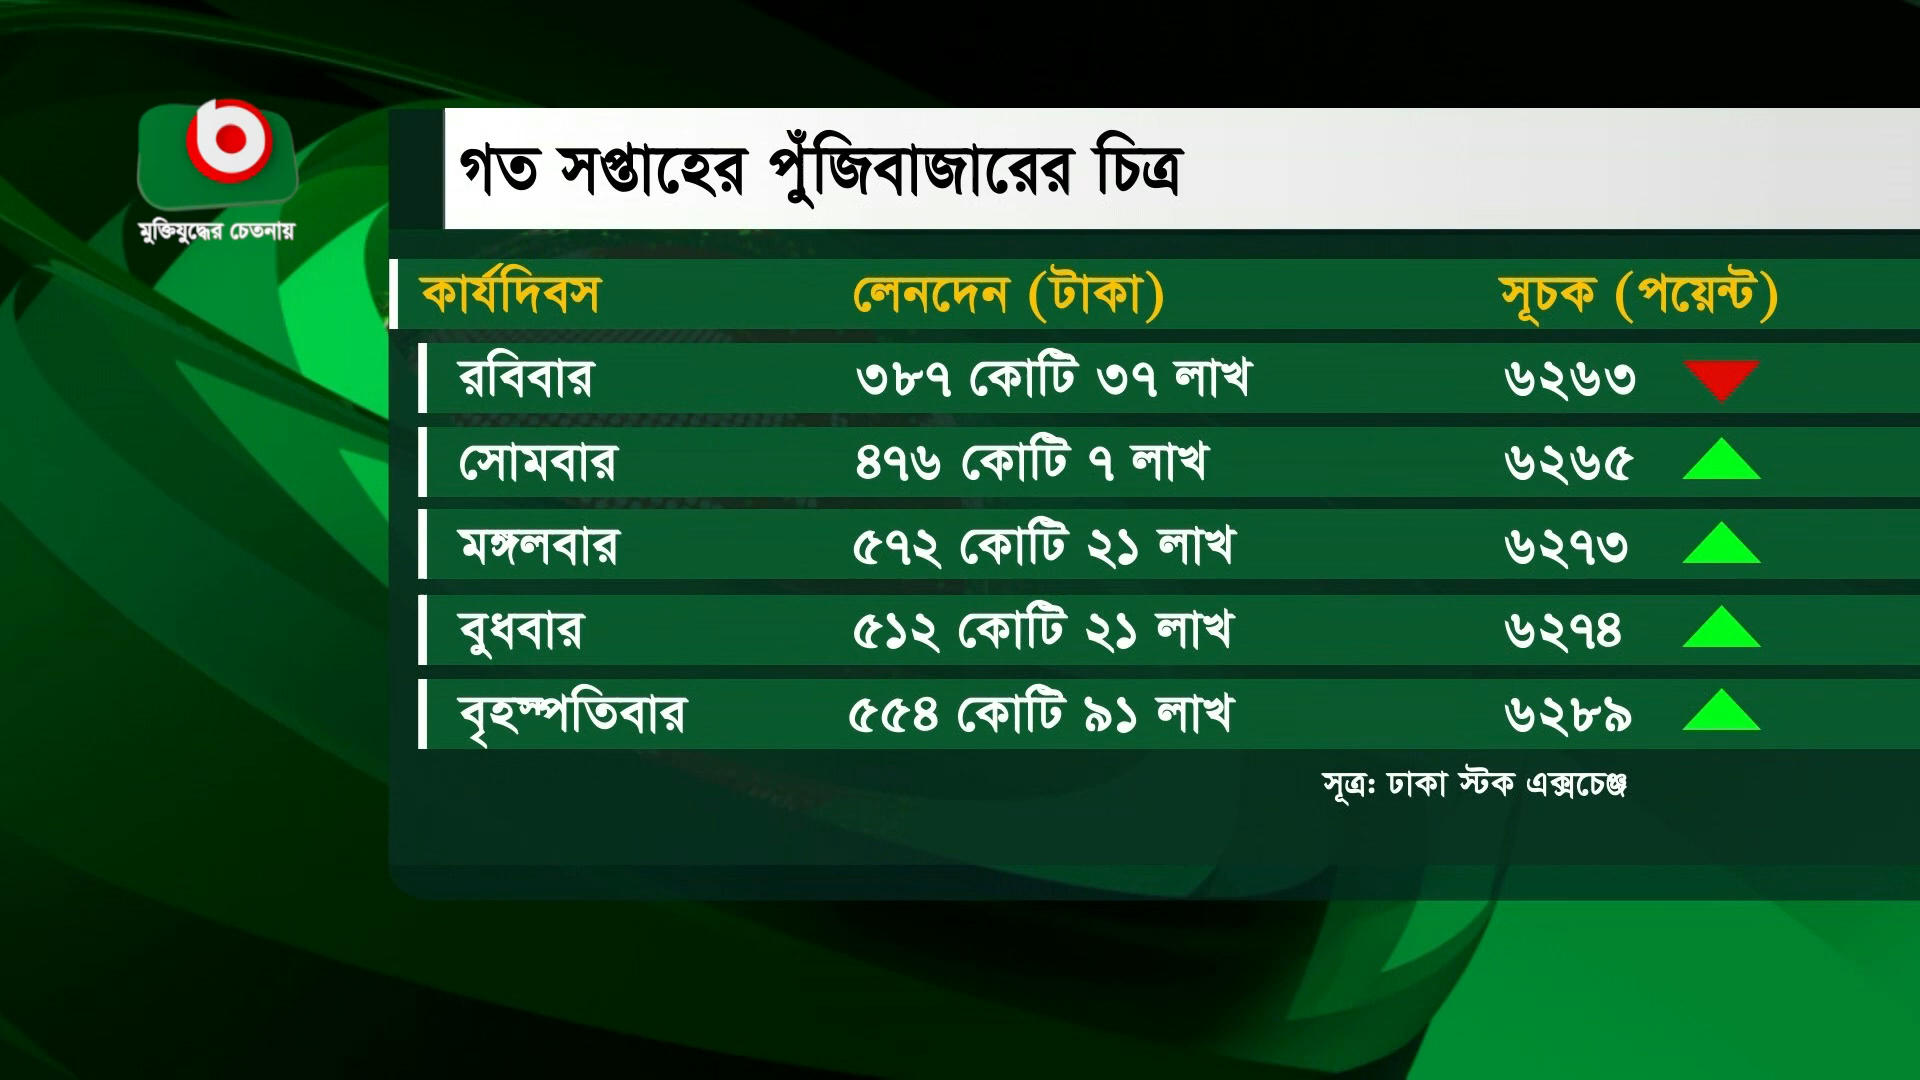 মুক্তিযুদ্ধের চেতনায়
গত সপ্তাহের পুঁজিবাজারের চিত্র
কার্যদিবস লেনদেন (টাকা) সূচক (পয়েন্ট)
রবিবার ৩৮৭ কোটি ৩৭ লাখ ৬২৬৩
সোমবার ৪৭৬ কোটি ৭ লাখ ৬২৬৫
মঙ্গলবার ৫৭২ কোটি ২১ লাখ ৬২৭৩
বুধবার ৫১২ কোটি ২১ লাখ ৬২৭৪
বৃহস্পতিবার ৫৫৪ কোটি ৯১ লাখ ৬২৮৯
সূত্র: ঢাকা স্টক এক্সচেঞ্জ